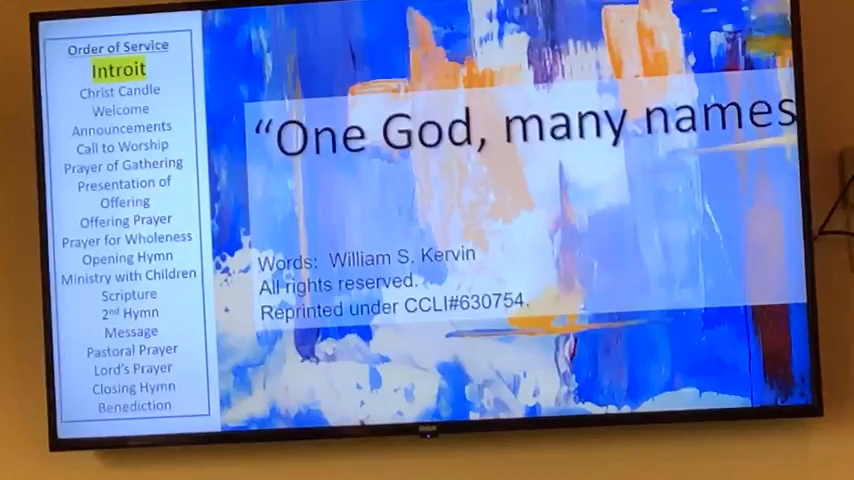 Order of Service
Introit
Christ Candle
Welcome
Announcements
Call to Worship
Prayer of Gathering
Presentation of
Offering
Offering Prayer
Prayer for Wholeness
Opening Hymn
Ministry with Children
Scripture
2nd Hymn
Message
Pastoral Prayer
Lord's Prayer
Closing Hymn
Benediction
“One God, many names
Words: William S. Kervin
All rights reserved.
Reprinted under CCLI#630754.